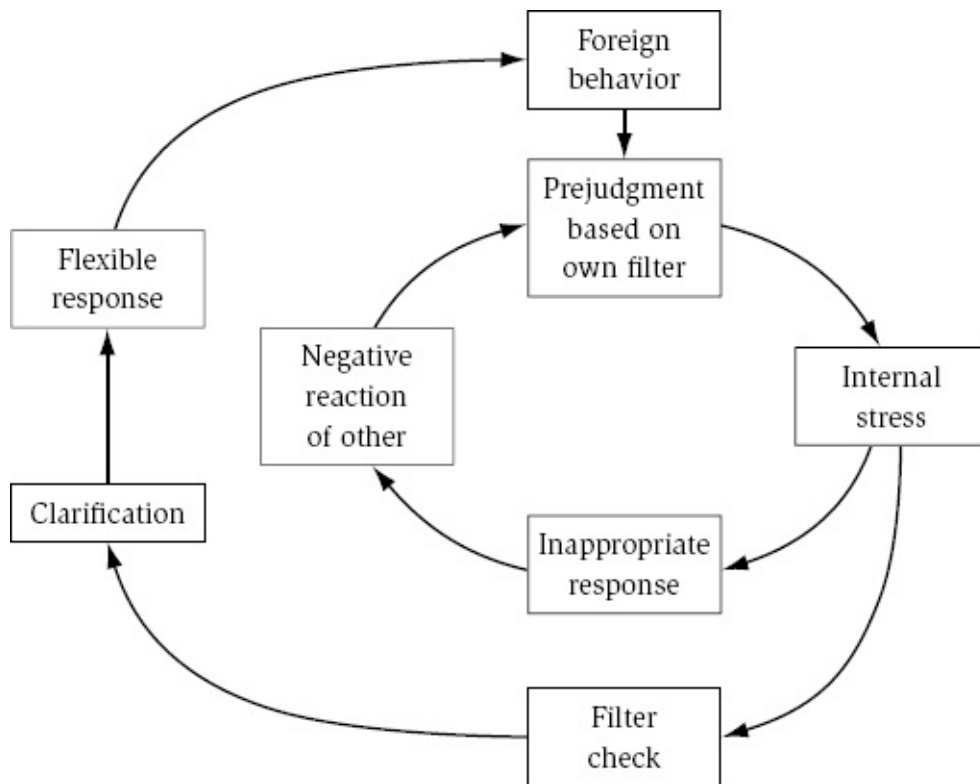 Foreign
behavior
Prejudgment
based on
own filter
Flexible
response
Negative
reaction
of other
Internal
stress
Clarification
Inappropriate
response
Filter
check